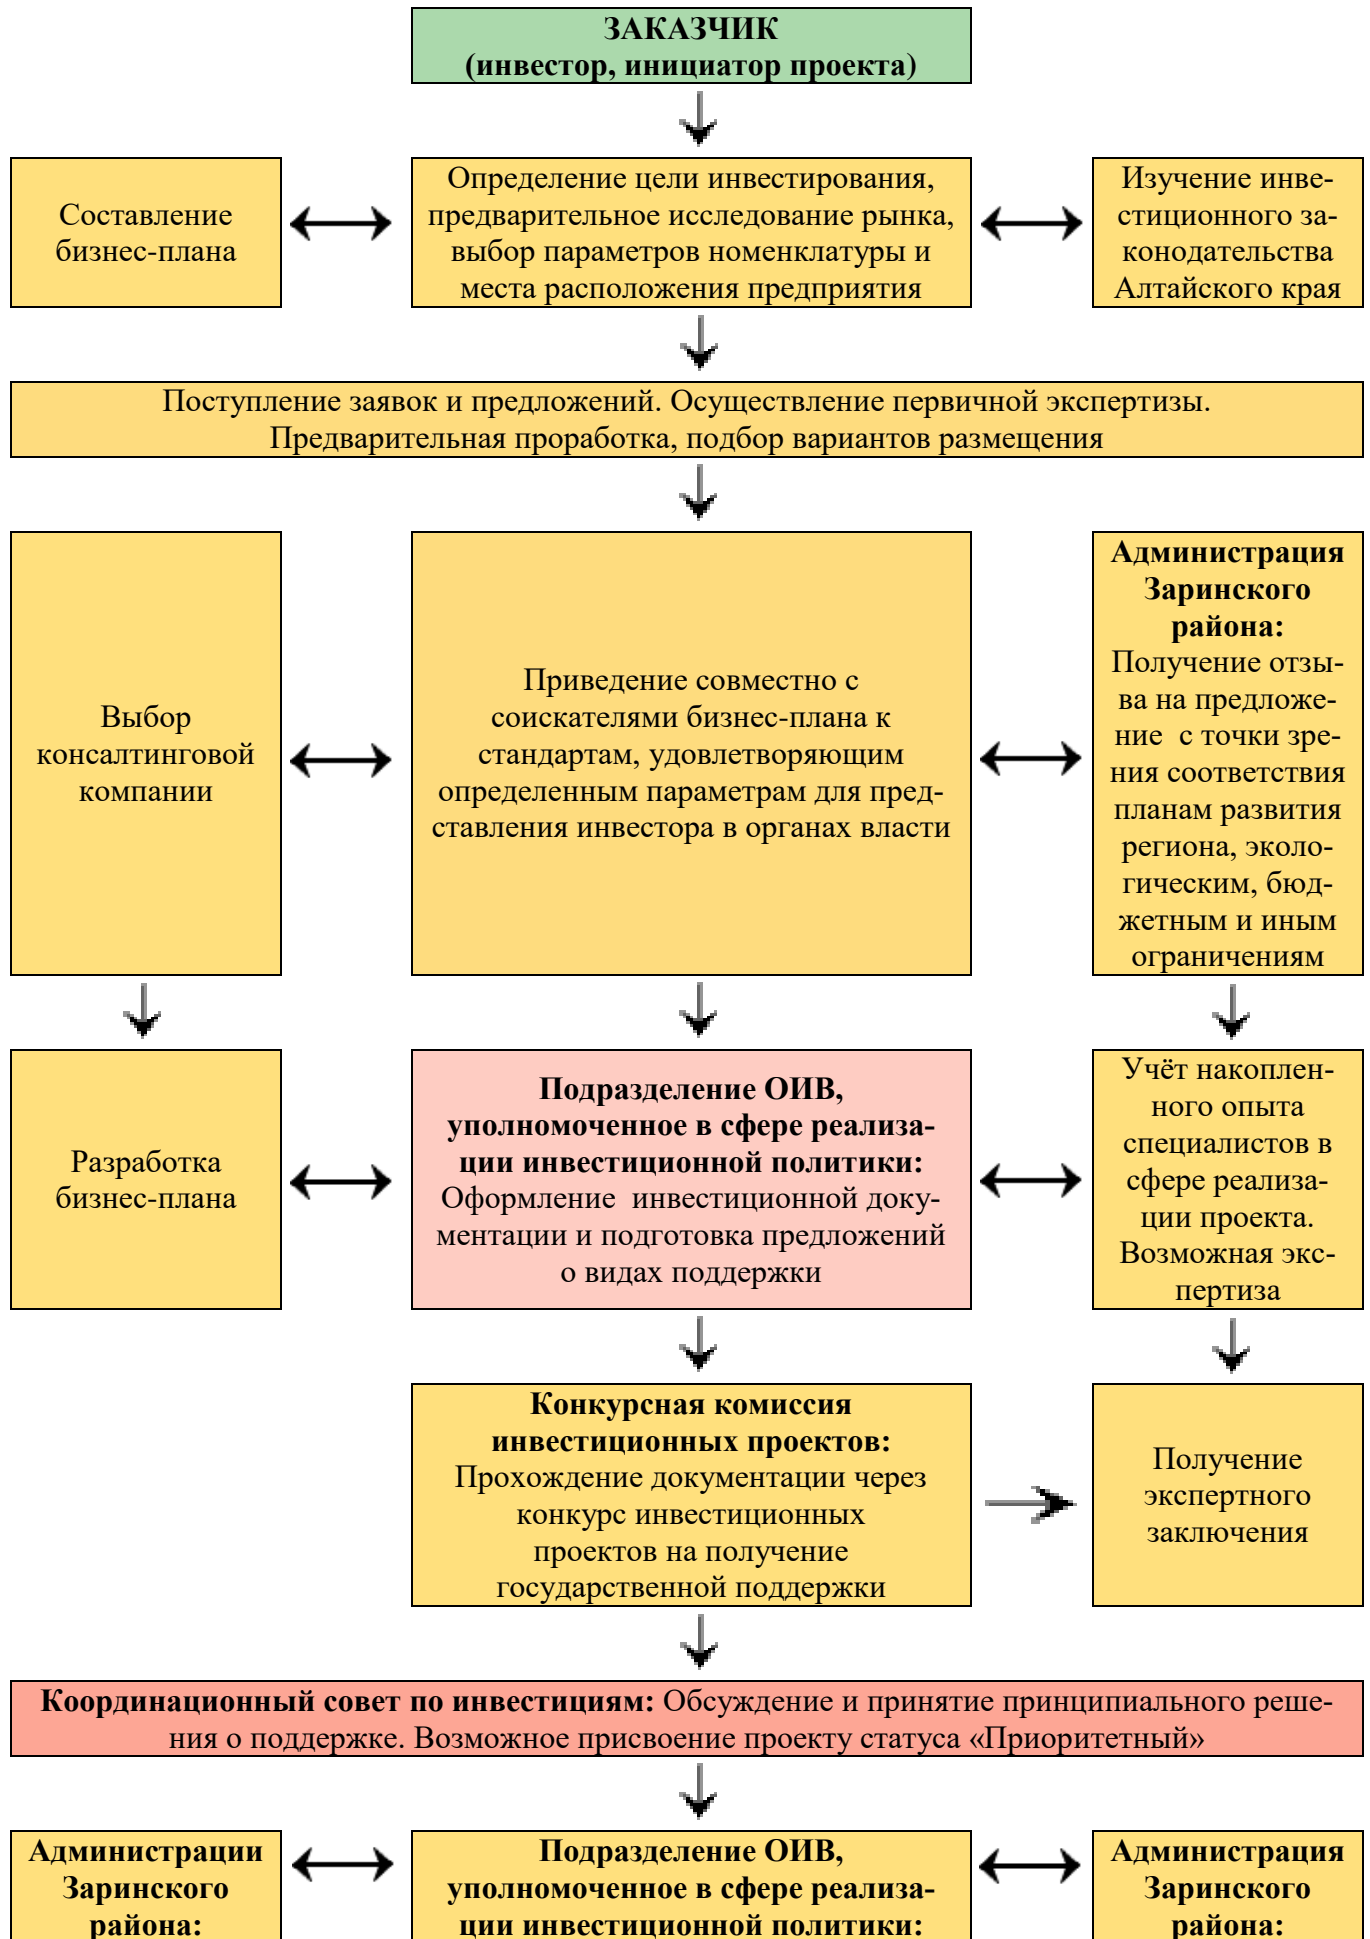 ЗАКАЗЧИК
(инвестор, инициатор проекта)
Составление
бизнес-плана
Определение цели инвестирования,
предварительное исследование рынка,
выбор параметров номенклатуры и
места расположения предприятия
Изучение инве-
стиционного за-
конодательства
Алтайского края
Поступление заявок и предложений. Осуществление первичной экспертизы.
Предварительная проработка, подбор вариантов размещения
Выбор
консалтинговой
компании
Приведение совместно с
соискателями бизнес-плана к
стандартам, удовлетворяющим
определенным параметрам для пред-
ставления инвестора в органах власти
Администрация
Заринского
района:
Получение отзы-
ва на предложе-
ние с точки зре-
ния соответствия
планам развития
региона, эколо-
гическим, бюд-
жетным и иным
ограничениям
Разработка
бизнес-плана
Подразделение ОИВ,
уполномоченное в сфере реализа-
ции инвестиционной политики:
Оформление инвестиционной доку-
ментации и подготовка предложений
о видах поддержки
Учёт накоплен-
ного опыта
специалистов в
сфере реализа-
ции проекта.
Возможная экс-
пертиза
Конкурсная комиссия
инвестиционных проектов:
Прохождение документации через
конкурс инвестиционных
проектов на получение
государственной поддержки
Получение
экспертного
заключения
Координационный совет по инвестициям: Обсуждение и принятие принципиального реше-
ния о поддержке. Возможное присвоение проекту статуса «Приоритетный»
Администрации
Заринского
района:
Подразделение ОИВ,
уполномоченное в сфере реализа-
ции инвестиционной политики:
Администрация
Заринского
района: